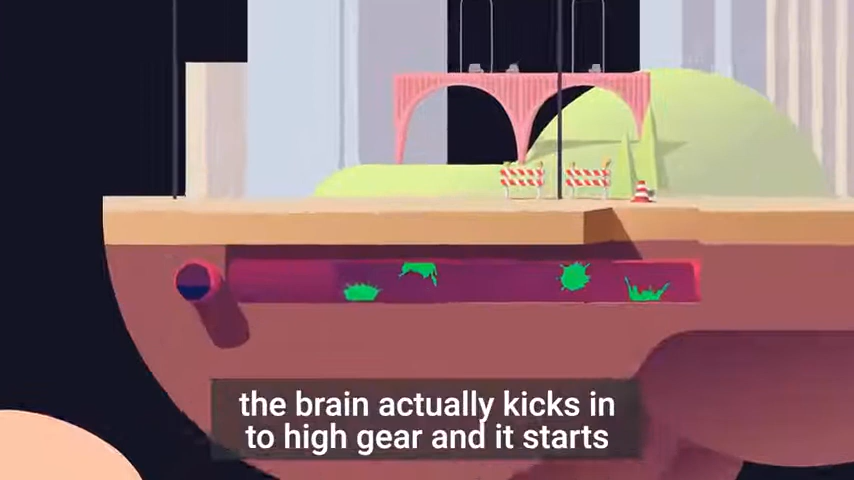 the brain actually kicks in
to high gear and it starts